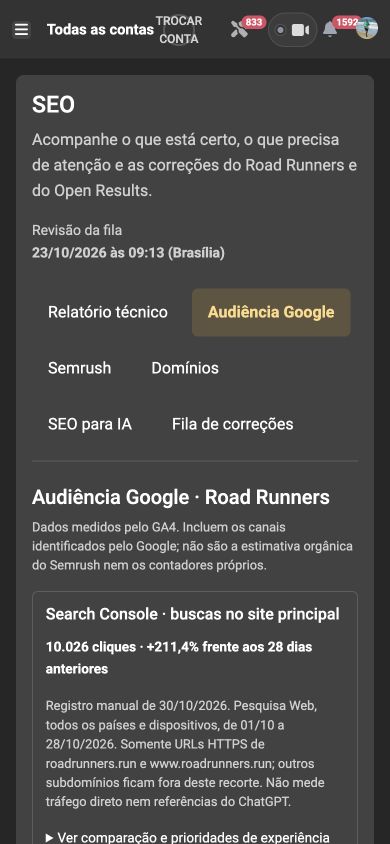 Todas as contas
TROCAR
CONTA
833
1592
SEO
Acompanhe o que está certo, o que precisa
de atenção e as correções do Road Runners e
do Open Results.
Revisão da fila
23/10/2026 às 09:13 (Brasília)
Relatório técnico
Audiência Google
Semrush
Domínios
SEO para IA
Fila de correções
Audiência Google · Road Runners
Dados medidos pelo GA4. Incluem os canais
identificados pelo Google; não são a estimativa orgânica
do Semrush nem os contadores próprios.
Search Console · buscas no site principal
10.026 cliques · +211,4% frente aos 28 dias
anteriores
Registro manual de 30/10/2026. Pesquisa Web,
todos os países e dispositivos, de 01/10 a
28/10/2026. Somente URLs HTTPS de
roadrunners.run e www.roadrunners.run; outros
subdomínios ficam fora deste recorte. Não mede
tráfego direto nem referências do ChatGPT.
Ver comparação e prioridades de experiência